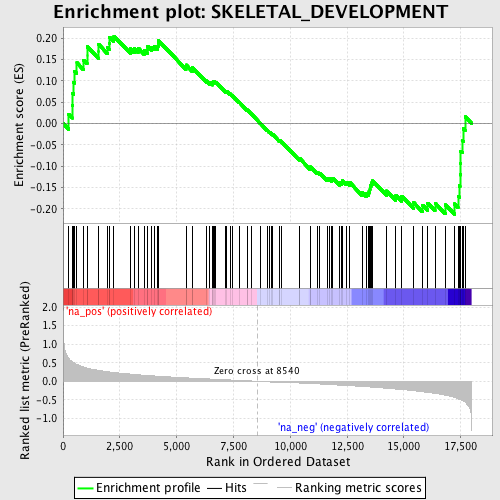 Enrichment plot: SKELETAL_DEVELOPMENT
Enrichment score (ES)
0.20
0.15
0.10
0.05
0.00
-0.05
-0.10
-0.15
-0.20
'na_pos' (positively correlated)
Ranked list metric (PreRanked)
2.0
1.5
1.0
0.5
0.0
-0.5
-1.0
Zero cross at 8540
'na_neg' (negatively correlated)
0
2,500
5,000
7,500
10,000
12,500
15,000
17,500
Rank in Ordered Dataset
Enrichment profile
Hits
Ranking metric scores